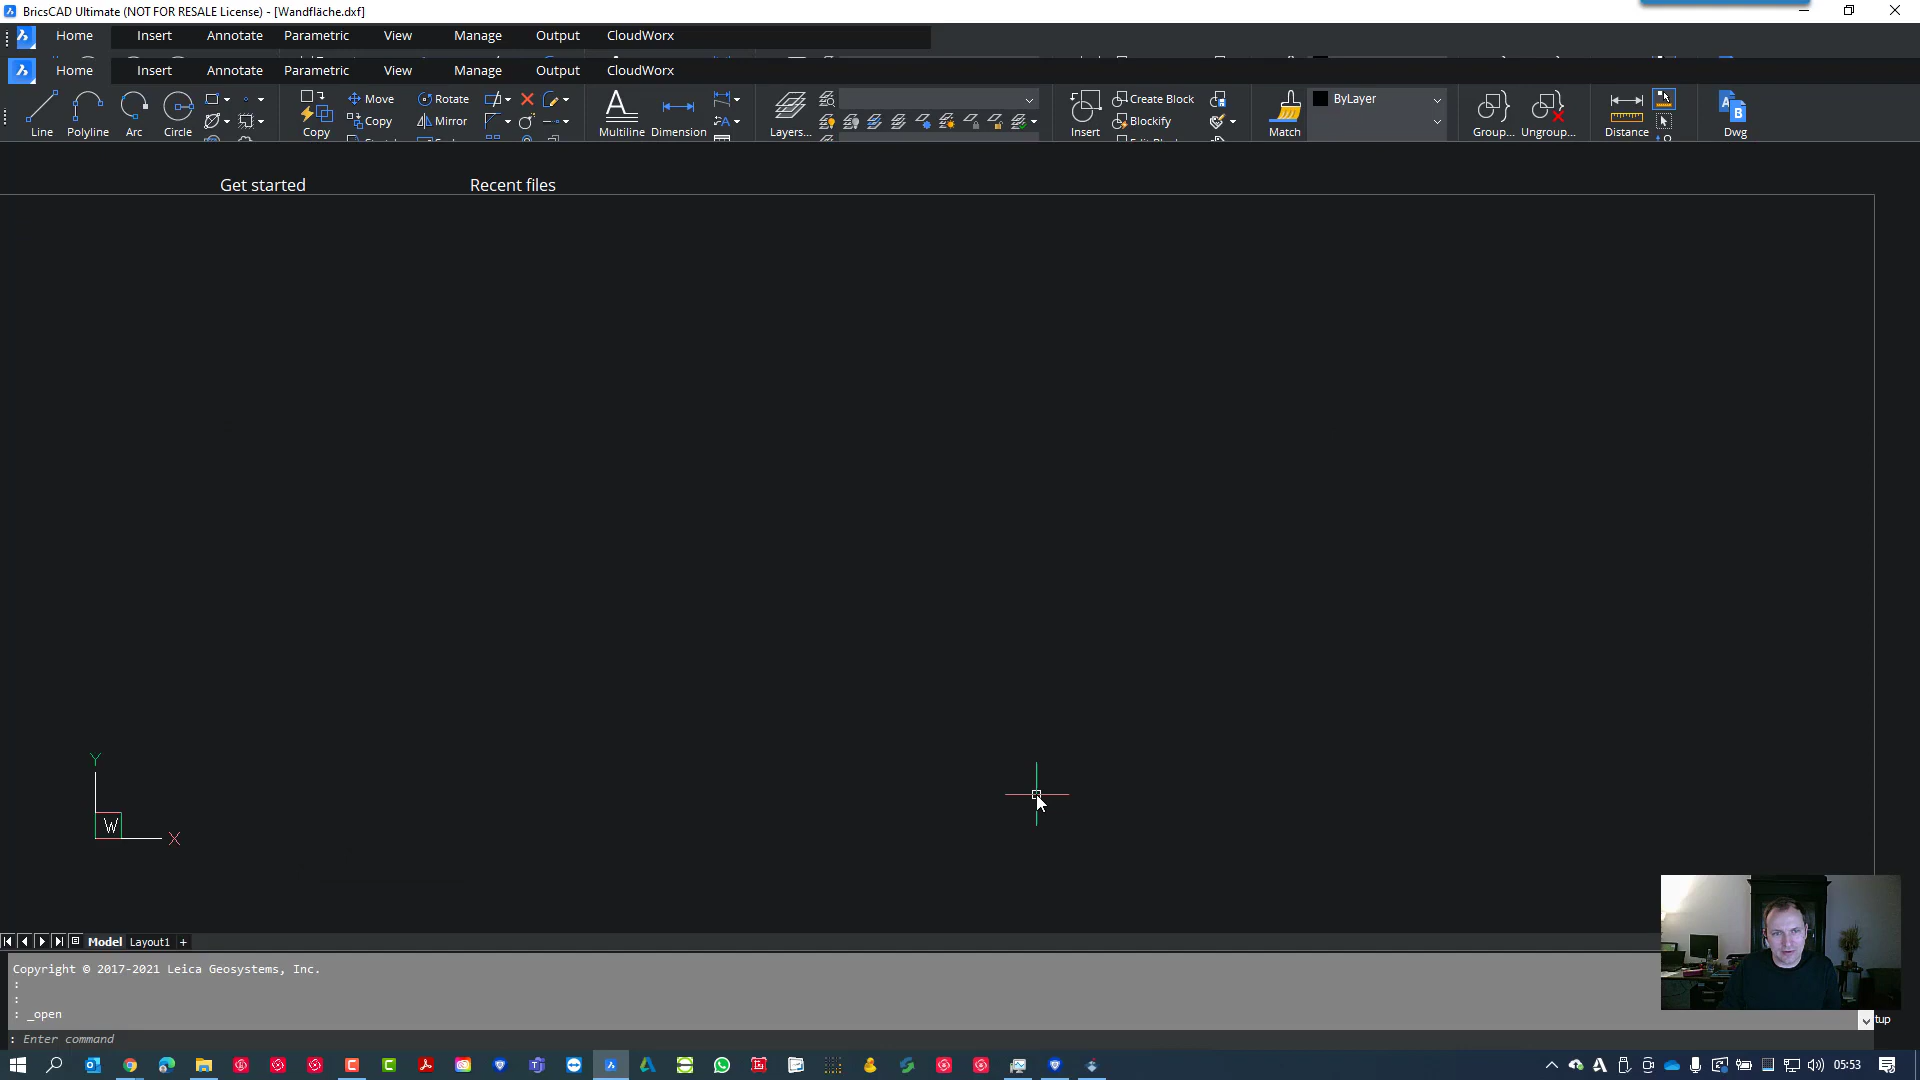 BricsCAD Ultimate (NOT FOR RESALE License) - [Wandfläche.dxf]
Home Insert Annotate Parametric View Manage Output CloudWorx
Home Insert Annotate Parametric View Manage Output CloudWorx
Move Rotate Create Block ByLayer
Copy Mirror Blockify
Line Polyline Arc Circle Copy Multiline Dimension Layers... Insert Match Group... Ungroup... Distance Dwg
Get started Recent files
Y
W
X
Model Layout1 +
Copyright © 2017-2021 Leica Geosystems, Inc.
:
:
: _open
tup
: Enter command
05:53